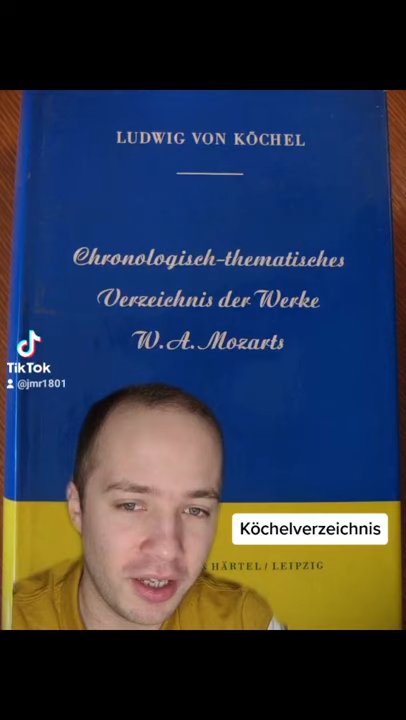 LUDWIG VON KÖCHEL
Chronologisch-thematisches
Verzeichnis der Werke
W. A. Mozarts
TikTok
@jmr1801
Köchelverzeichnis
HÄRTEL / LEIPZIG